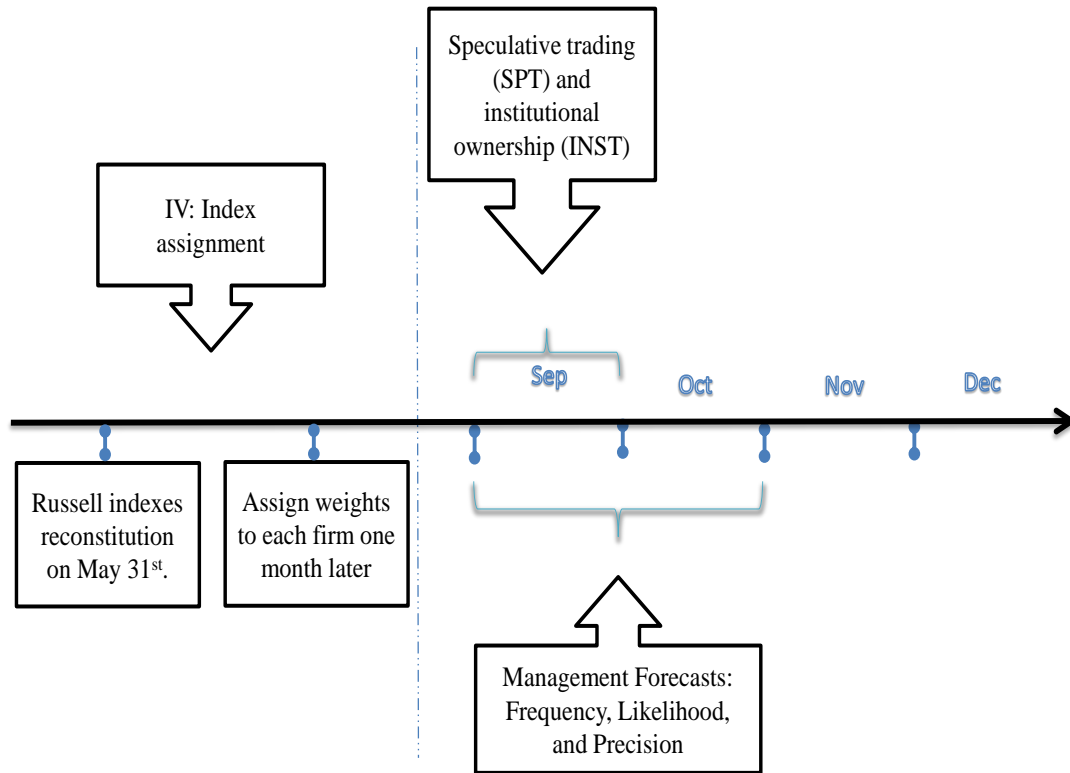 Speculative trading
(SPT) and
institutional
ownership (INST)
IV: Index
assignment
Sep
Oct
Nov
Dec
Russell indexes
reconstitution
on May 31st.
Assign weights
to each firm one
month later
Management Forecasts:
Frequency, Likelihood,
and Precision